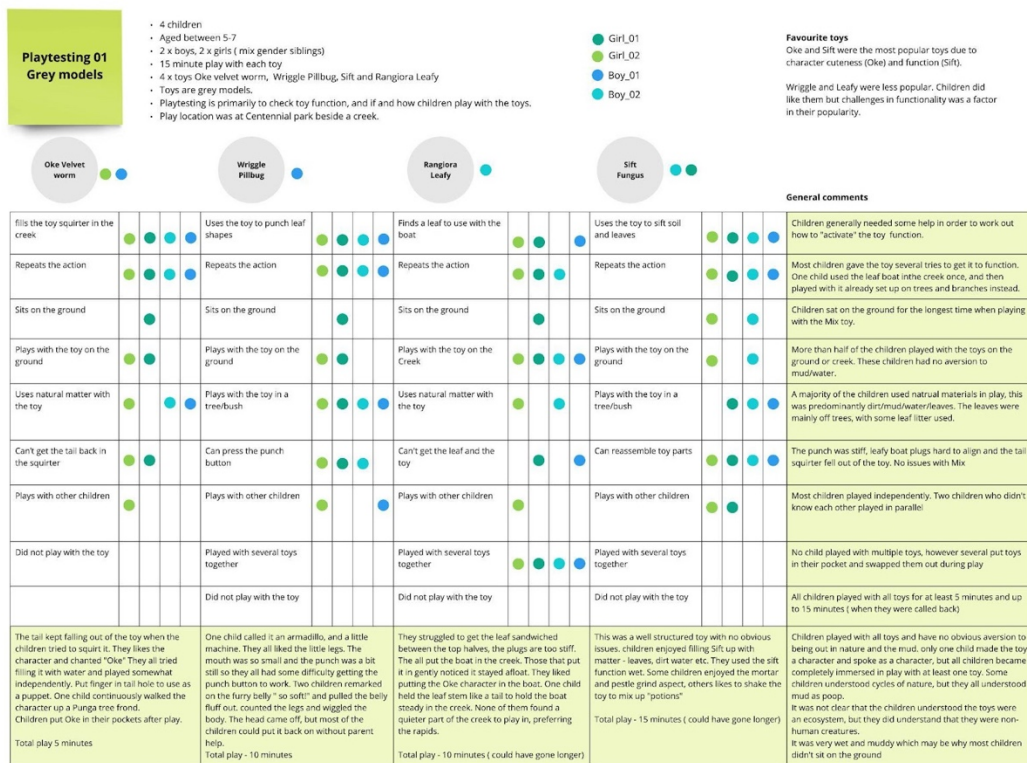 Playtesting 01
Grey models
• 4 children
• Aged between 5-7
• 2 x boys, 2 x girls ( mix gender siblings)
• 15 minute play with each toy
• 4 x toys Oke velvet worm, Wriggle Pillbug, Sift and Rangiora Leafy
• Toys are grey models.
• Playtesting is primarily to check toy function, and if and how children play with the toys.
• Play location was at Centennial park beside a creek.
Girl_01
Girl_02
Boy_01
Boy_02
Favourite toys
Oke and Sift were the most popular toys due to
character cuteness (Oke) and function (Sift).
Wriggle and Leafy were less popular. Children did
like them but challenges in functionality was a factor
in their popularity.
Oke Velvet
worm
Wriggle
Pillbug
Rangiora
Leafy
Sift
Fungus
General comments
fills the toy squirter in the
creek
Uses the toy to punch leaf
shapes
Finds a leaf to use with the
boat
Uses the toy to sift soil
and leaves
Children generally needed some help in order to work out
how to "activate" the toy function.
Repeats the action
Repeats the action
Repeats the action
Repeats the action
Most children gave the toy several tries to get it to function.
One child used the leaf boat inthe creek once, and then
played with it already set up on trees and branches instead.
Sits on the ground
Sits on the ground
Sits on the ground
Sits on the ground
Children sat on the ground for the longest time when playing
with the Mix toy.
Plays with the toy on the
ground
Plays with the toy on the
ground
Plays with the toy on the
Creek
Plays with the toy on the
ground
More than half of the children played with the toys on the
ground or creek. These children had no aversion to
mud/water.
Uses natural matter with
the toy
Plays with the toy in a
tree/bush
Uses natural matter with
the toy
Plays with the toy in a
tree/bush
A majority of the children used natrual materials in play, this
was predominantly dirt/mud/water/leaves. The leaves were
mainly off trees, with some leaf litter used.
Can't get the tail back in
the squirter
Can press the punch
button
Can't get the leaf and the
toy
Can reassemble toy parts
The punch was stiff, leafy boat plugs hard to align and the tail
squirter fell out of the toy. No issues with Mix
Plays with other children
Plays with other children
Plays with other children
Plays with other children
Most children played independently. Two children who didn't
know each other played in parallel
Did not play with the toy
Played with several toys
together
Played with several toys
together
Played with several toys
together
No child played with multiple toys, however several put toys
in their pocket and swapped them out during play
Did not play with the toy
Did not play with the toy
Did not play with the toy
All children played with all toys for at least 5 minutes and up
to 15 minutes ( when they were called back)
The tail kept falling out of the toy when the
children tried to squirt it. They likes the
character and chanted "Oke" They all tried
filling it with water and played somewhat
independently. Put finger in tail hole to use as
a puppet. One child continuously walked the
character up a Punga tree frond.
Children put Oke in their pockets after play.
Total play 5 minutes
One child called it an armadillo, and a little
machine. They all liked the little legs. The
mouth was so small and the punch was a bit
still so they all had some difficulty getting the
punch button to work. Two children remarked
on the furry belly " so soft!" and pulled the belly
fluff out. counted the legs and wiggled the
body. The head came off, but most of the
children could put it back on without parent
help.
Total play - 10 minutes
They struggled to get the leaf sandwiched
between the top halves, the plugs are too stiff.
The all put the boat in the creek. Those that put
it in gently noticed it stayed afloat. They liked
putting the Oke character in the boat. One child
held the leaf stem like a tail to hold the boat
steady in the creek. None of them found a
quieter part of the creek to play in, preferring
the rapids.
Total play - 10 minutes ( could have gone longer)
This was a well structured toy with no obvious
issues. children enjoyed filling Sift up with
matter - leaves, dirt water etc. They used the sift
function wet. Some children enjoyed the mortar
and pestle grind aspect, others likes to shake the
toy to mix up "potions"
Total play - 15 minutes ( could have gone longer)
Children played with all toys and have no obvious aversion to
being out in nature and the mud. only one child made the toy
a character and spoke as a character, but all children became
completely immersed in play with at least one toy. Some
children understood cycles of nature, but they all understood
mud as poop.
It was not clear that the children understood the toys were
an ecosystem, but they did understand that they were non-
human creatures.
It was very wet and muddy which may be why most children
didn't sit on the ground